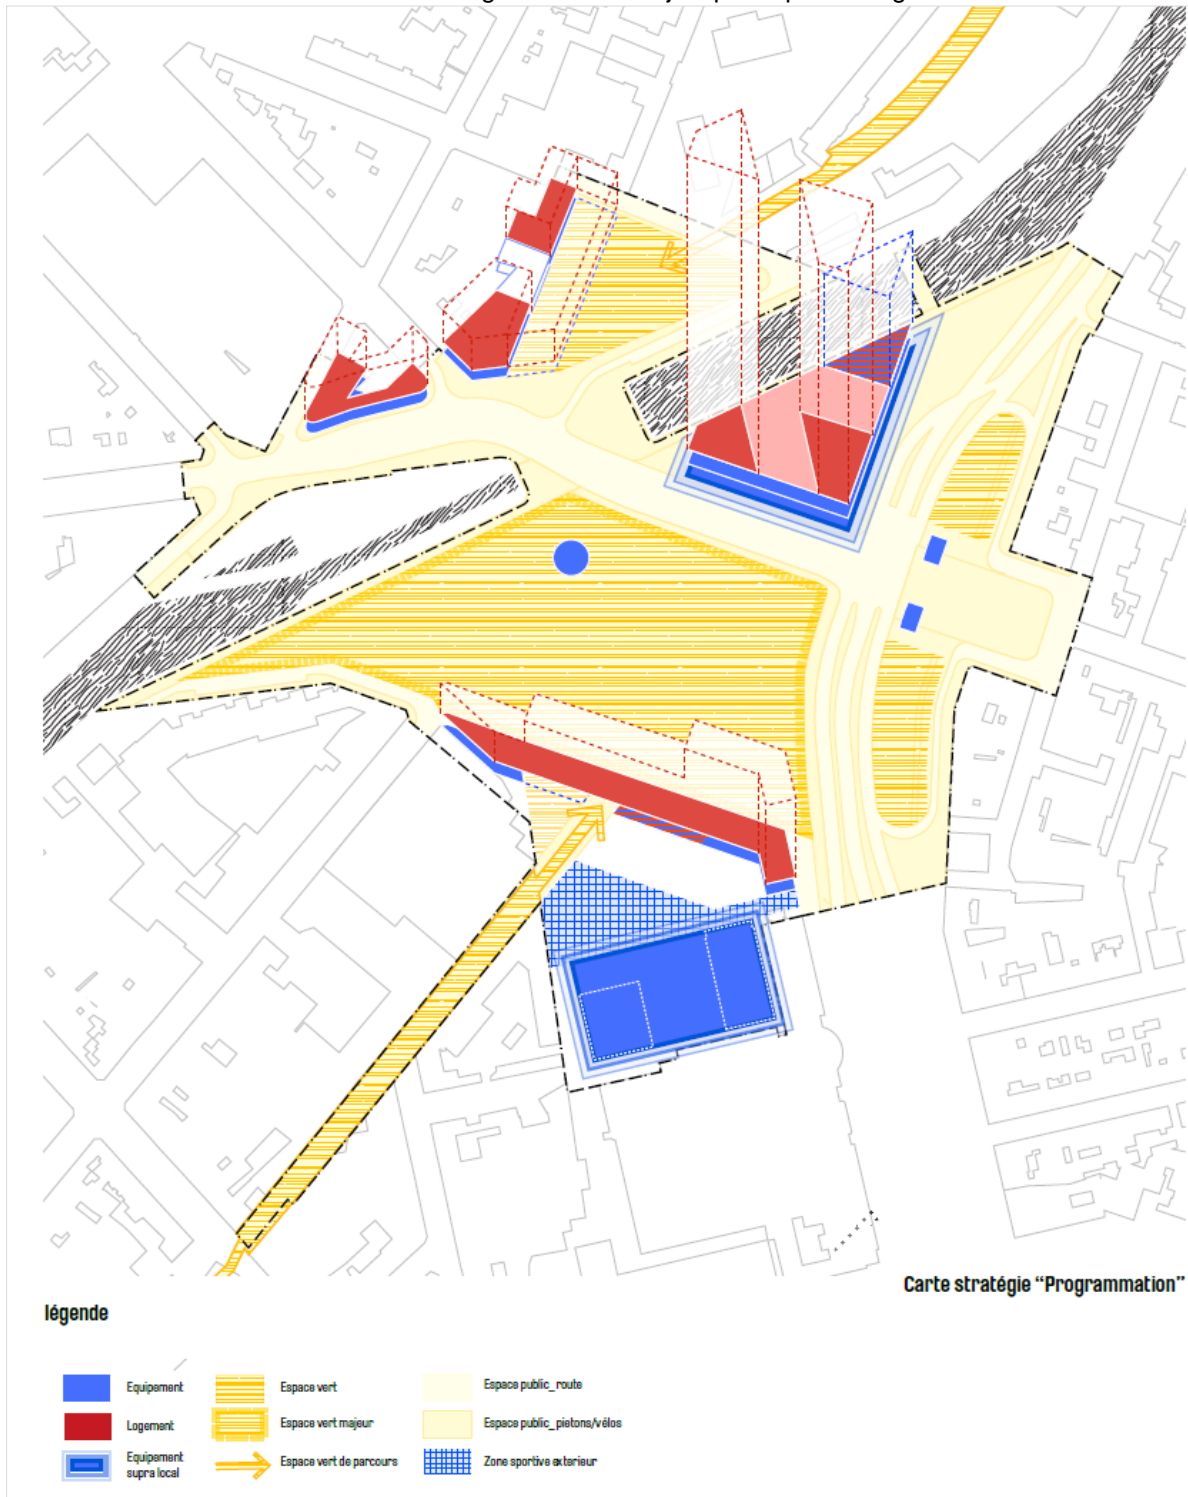 Carte stratégie “Programmation”
légende
Equipement
Espace vert
Espace public_route
Logement
Espace vert majeur
Espace public_pietons/vélos
Equipement
supra local
Espace vert de parcours
Zone sportive exterieur